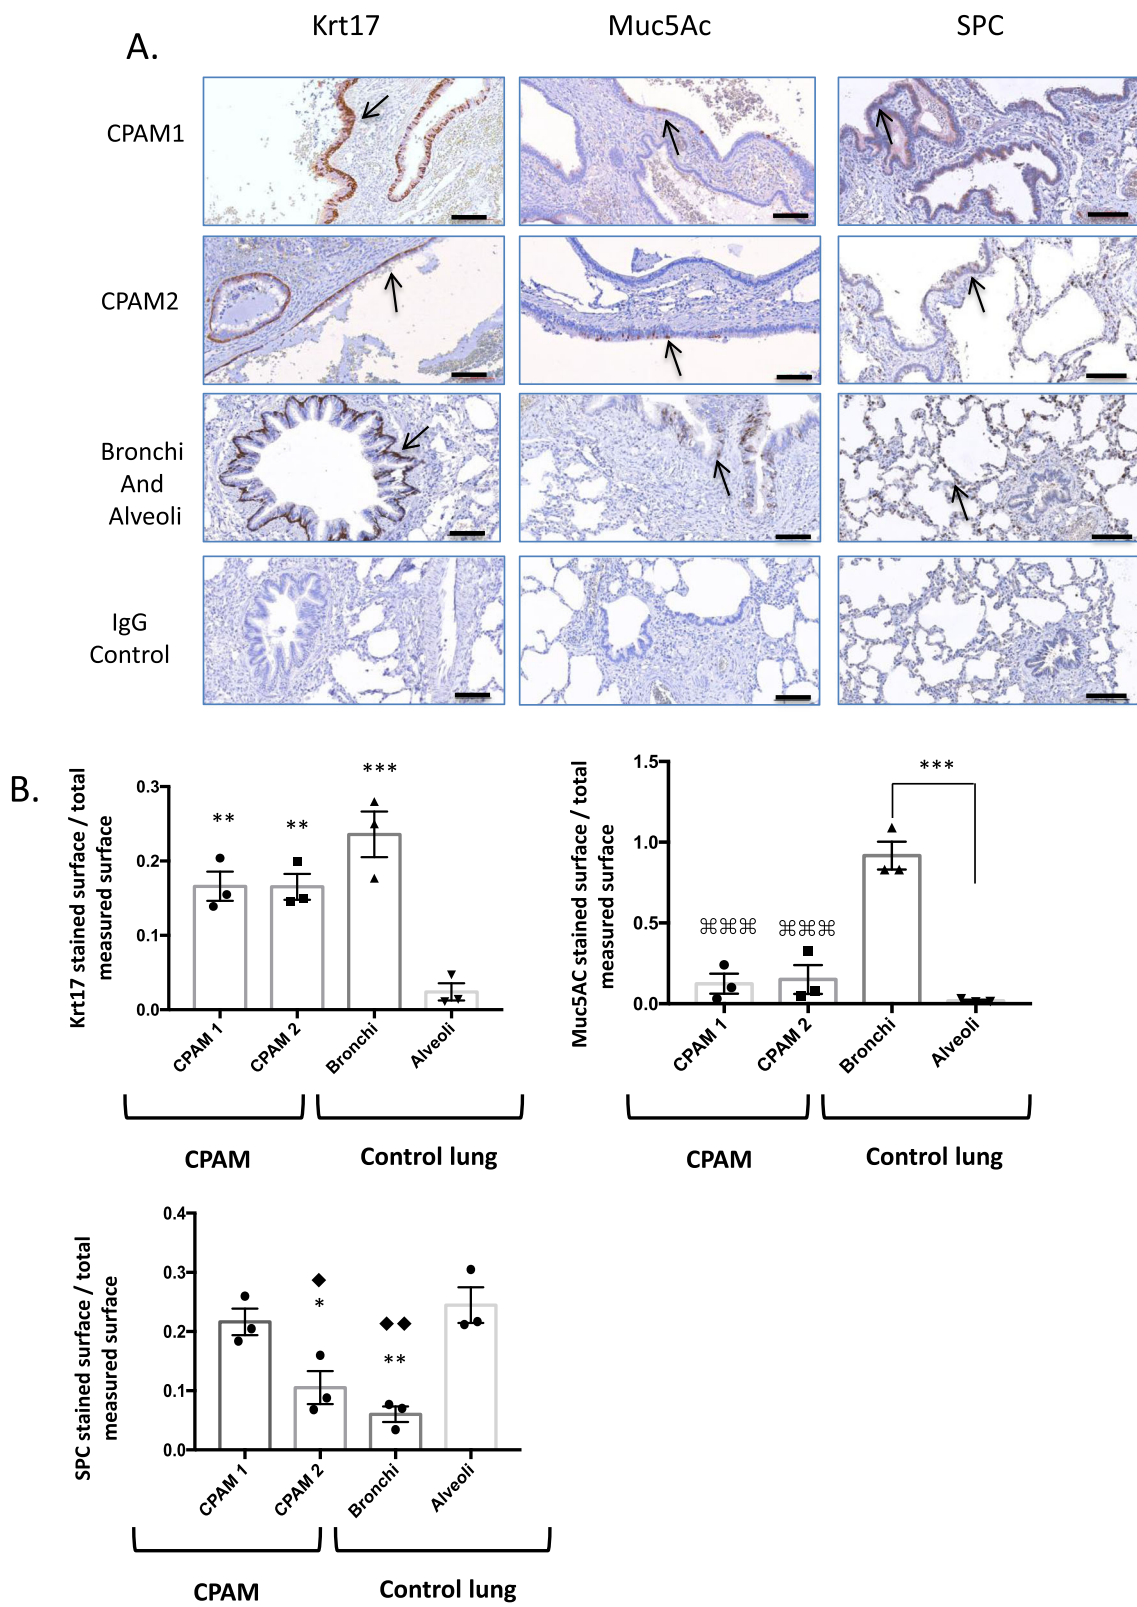 A.
Krt17
Muc5Ac
SPC
CPAM1
CPAM2
Bronchi
And
Alveoli
IgG
Control
B.
Krt17 stained surface / total
measured surface
0.3
0.2
0.1
0.0
**
**
***
CPAM 1
CPAM 2
Bronchi
Alveoli
CPAM
Control lung
Muc5AC stained surface / total
measured surface
1.5
1.0
0.5
0.0
⌘⌘⌘
⌘⌘⌘
***
CPAM 1
CPAM 2
Bronchi
Alveoli
CPAM
Control lung
SPC stained surface / total
measured surface
0.4
0.3
0.2
0.1
0.0
◆
*
◆◆
**
CPAM 1
CPAM 2
Bronchi
Alveoli
CPAM
Control lung